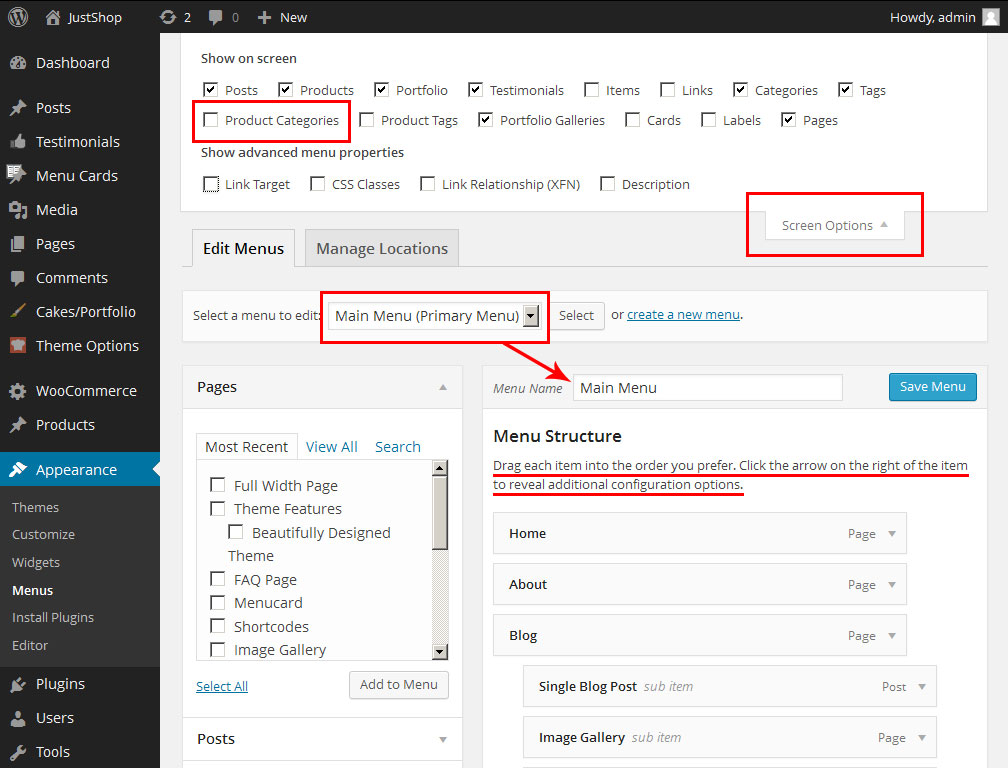 JustShop 2 0 New Howdy, admin
Dashboard
Posts
Testimonials
Menu Cards
Media
Pages
Comments
Cakes/Portfolio
Theme Options
WooCommerce
Products
Appearance
Themes
Customize
Widgets
Menus
Install Plugins
Editor
Plugins
Users
Tools
Show on screen
Posts Products Portfolio Testimonials Items Links Categories Tags
Product Categories Product Tags Portfolio Galleries Cards Labels Pages
Show advanced menu properties
Link Target CSS Classes Link Relationship (XFN) Description
Screen Options
Edit Menus Manage Locations
Select a menu to edit: Main Menu (Primary Menu) Select or create a new menu.
Pages
Most Recent View All Search
Full Width Page
Theme Features
Beautifully Designed
Theme
FAQ Page
Menucard
Shortcodes
Image Gallery
Select All Add to Menu
Posts
Menu Name Main Menu Save Menu
Menu Structure
Drag each item into the order you prefer. Click the arrow on the right of the item
to reveal additional configuration options.
Home Page
About Page
Blog Page
Single Blog Post sub item Post
Image Gallery sub item Page